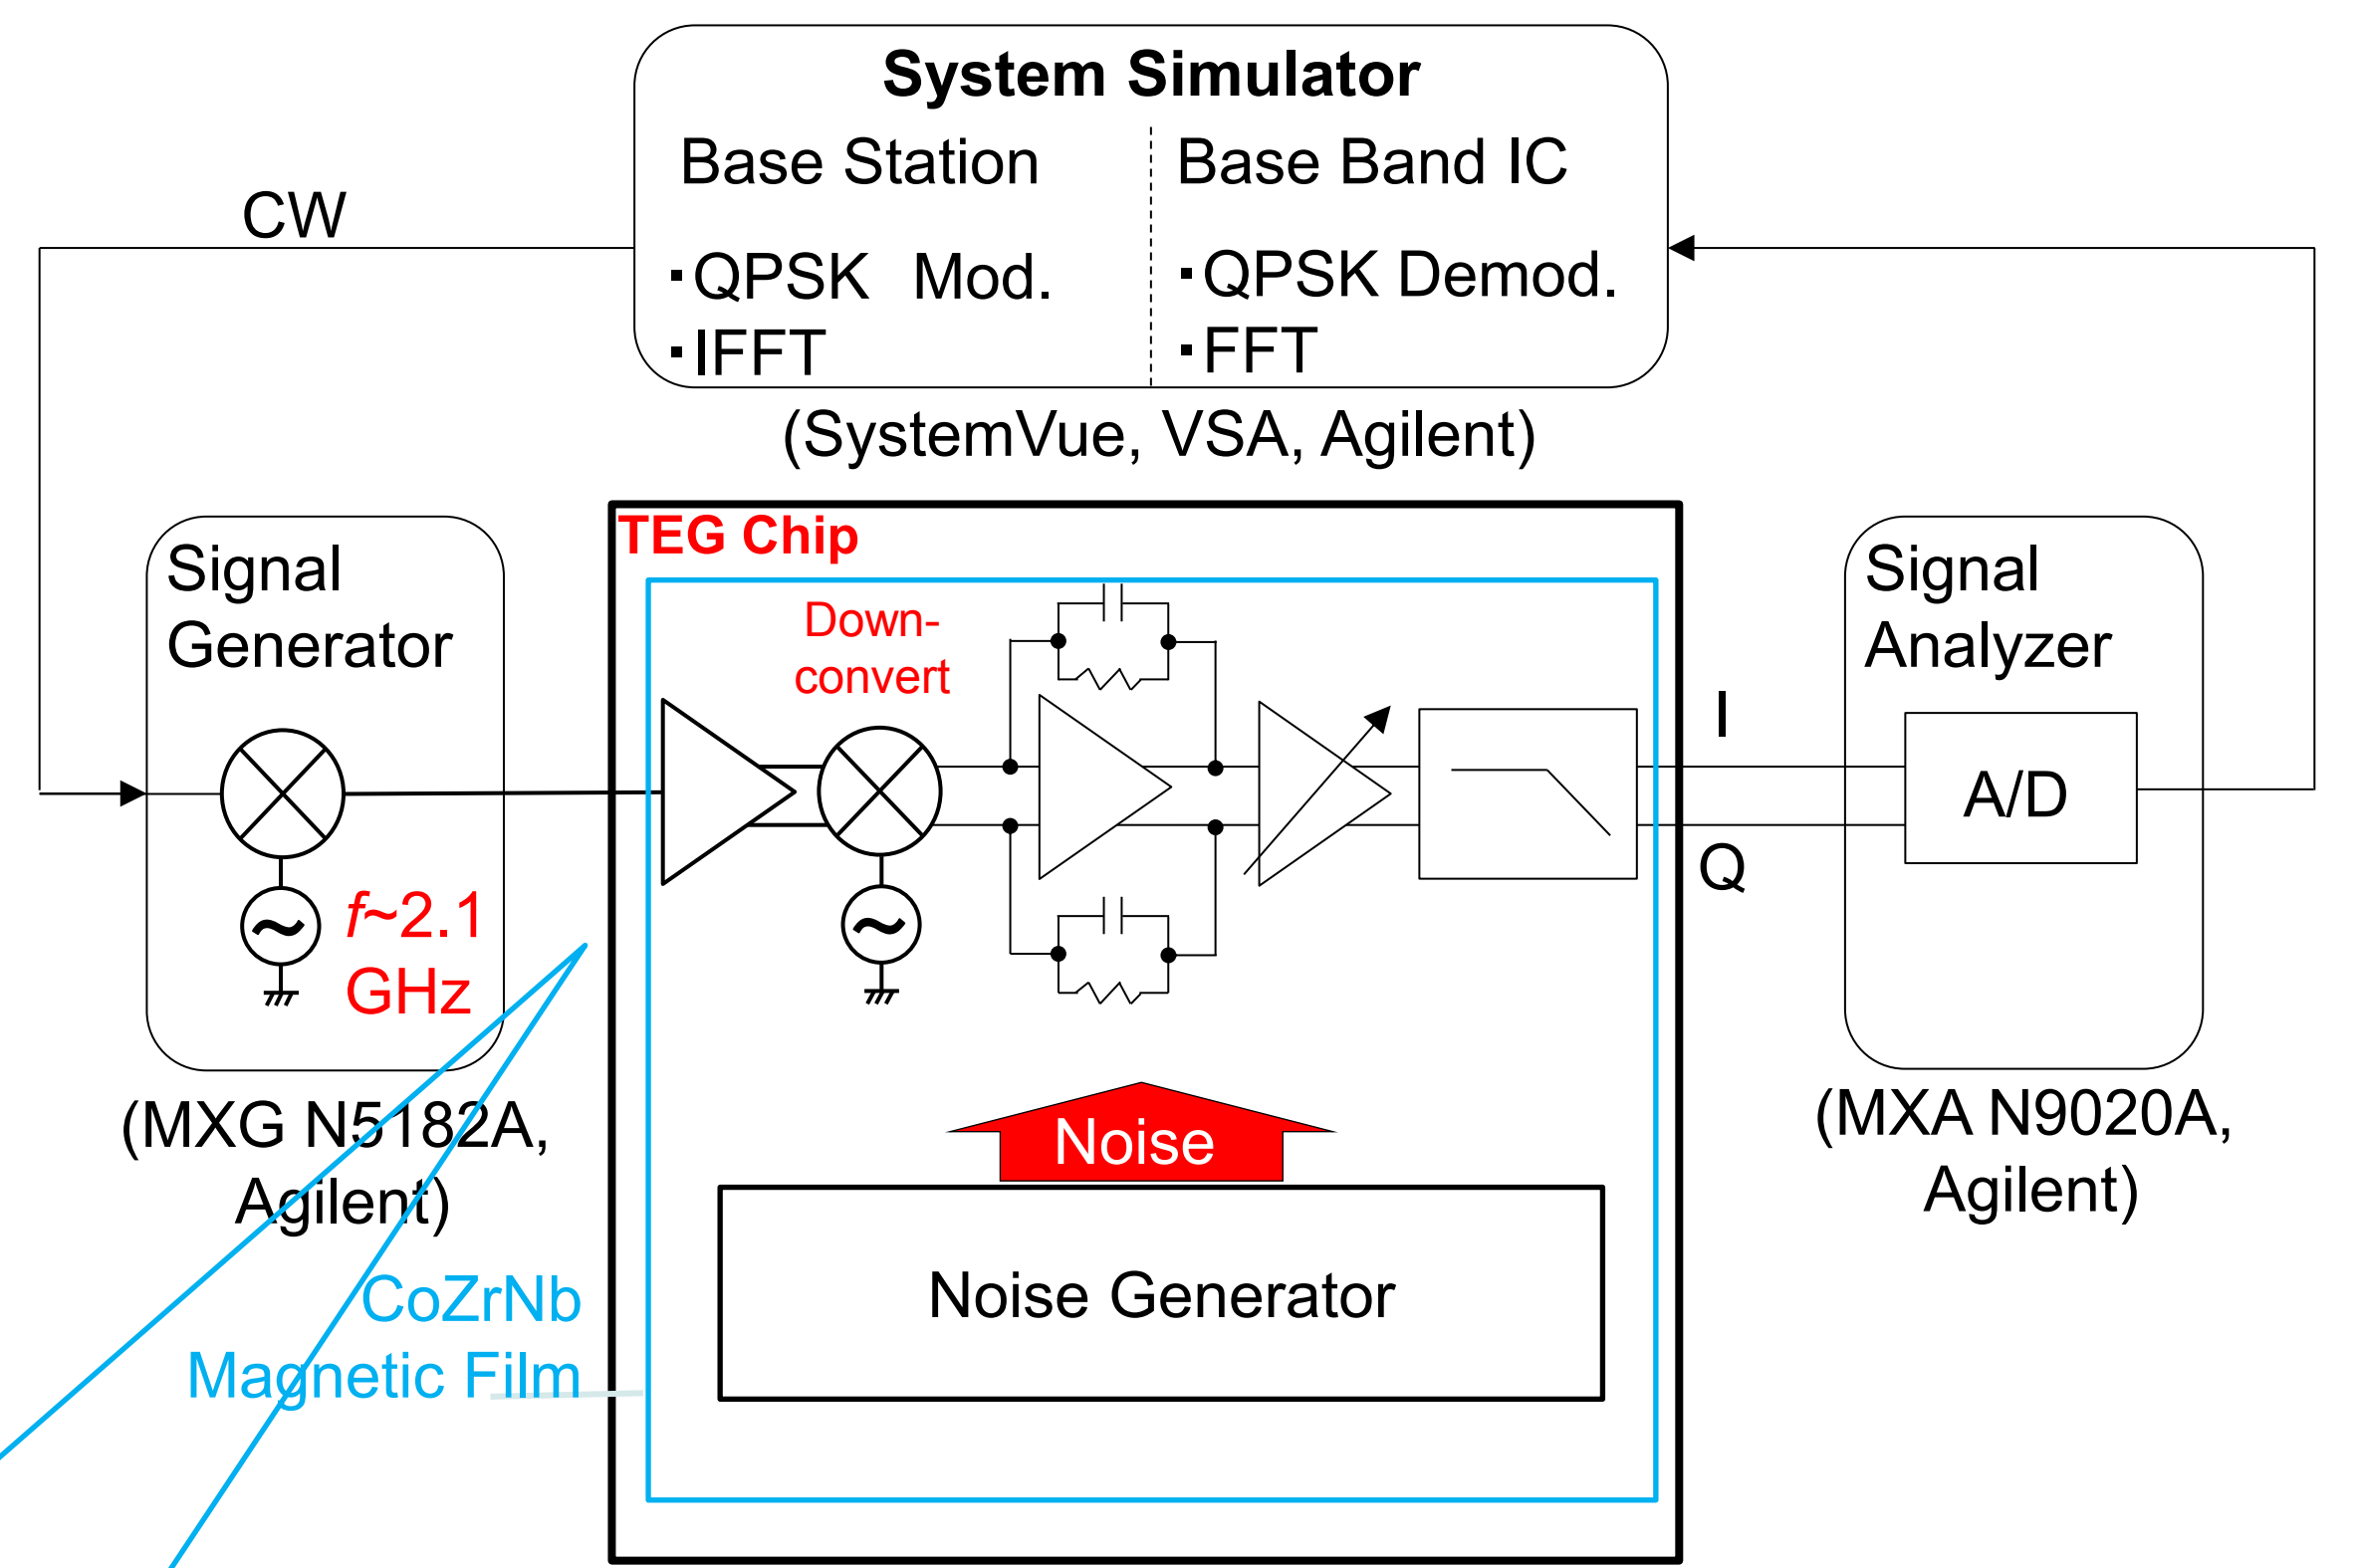 System Simulator
Base Station
Base Band IC
▪QPSK Mod.
▪QPSK Demod.
▪IFFT
▪FFT
(SystemVue, VSA, Agilent)
CW
Signal
Generator
f~2.1
GHz
(MXG N5182A,
Agilent)
CoZrNb
Magnetic Film
TEG Chip
Down-
convert
Noise
Noise Generator
I
Q
Signal
Analyzer
A/D
(MXA N9020A,
Agilent)